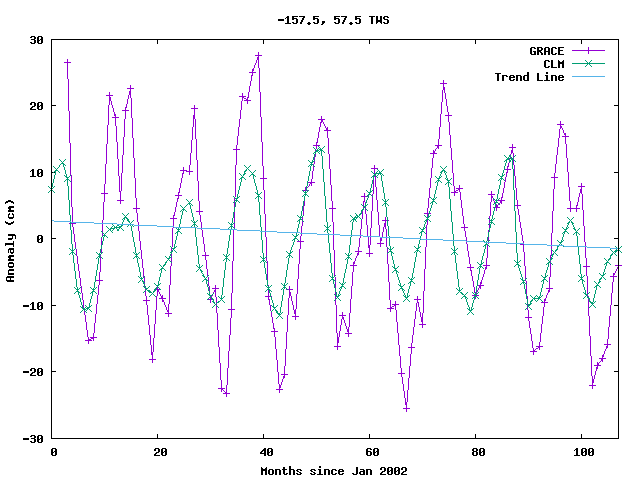 -157.5, 57.5 TWS
GRACE
CLM
Trend Line
30
20
10
0
-10
-20
-30
Anomaly (cm)
0 20 40 60 80 100
Months since Jan 2002